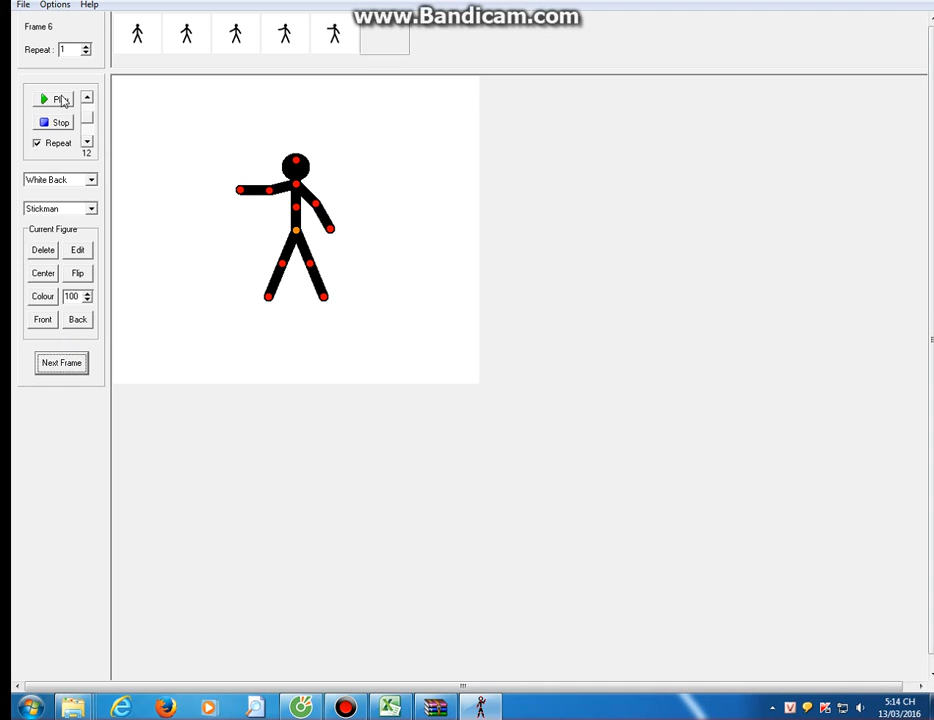 File Options Help
www.Bandicam.com
Frame 6
Repeat : 1
Stop
Repeat
12
White Back
Stickman
Current Figure
Delete Edit
Center Flip
Colour 100
Front Back
Next Frame
5:14 CH
13/03/2016